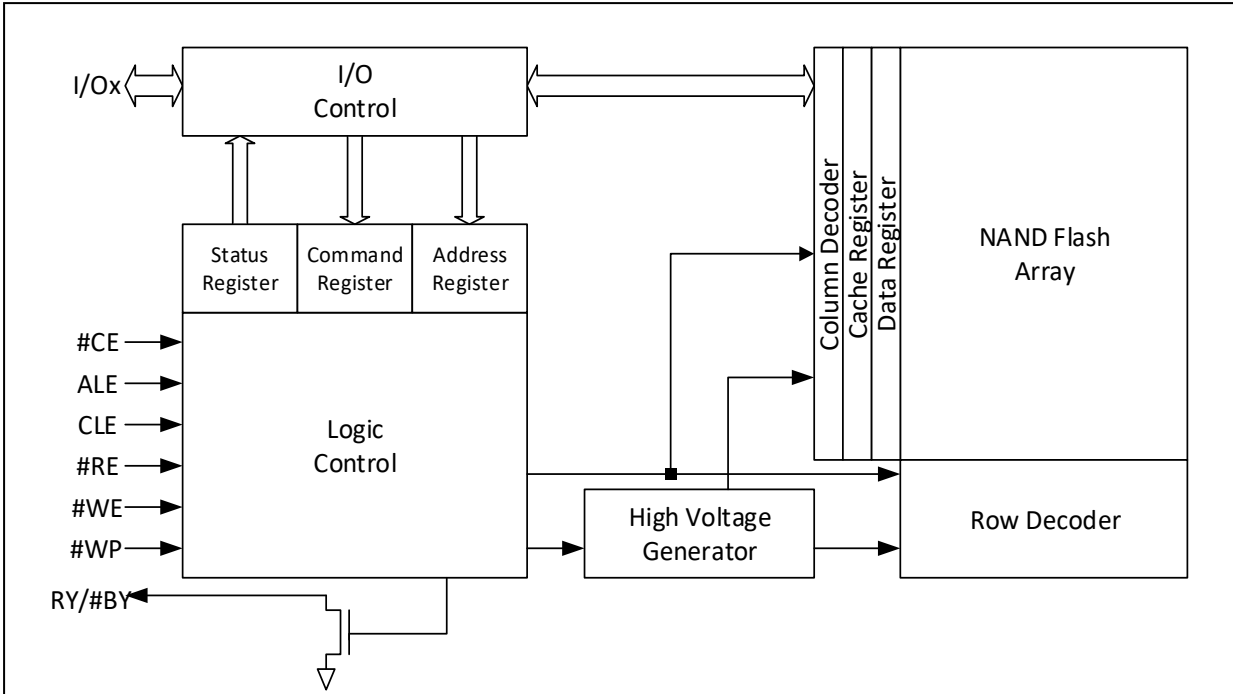 I/Ox
I/O
Control
Status
Register
Command
Register
Address
Register
#CE
ALE
CLE
#RE
#WE
#WP
RY/#BY
Logic
Control
High Voltage
Generator
Column Decoder
Cache Register
Data Register
NAND Flash
Array
Row Decoder